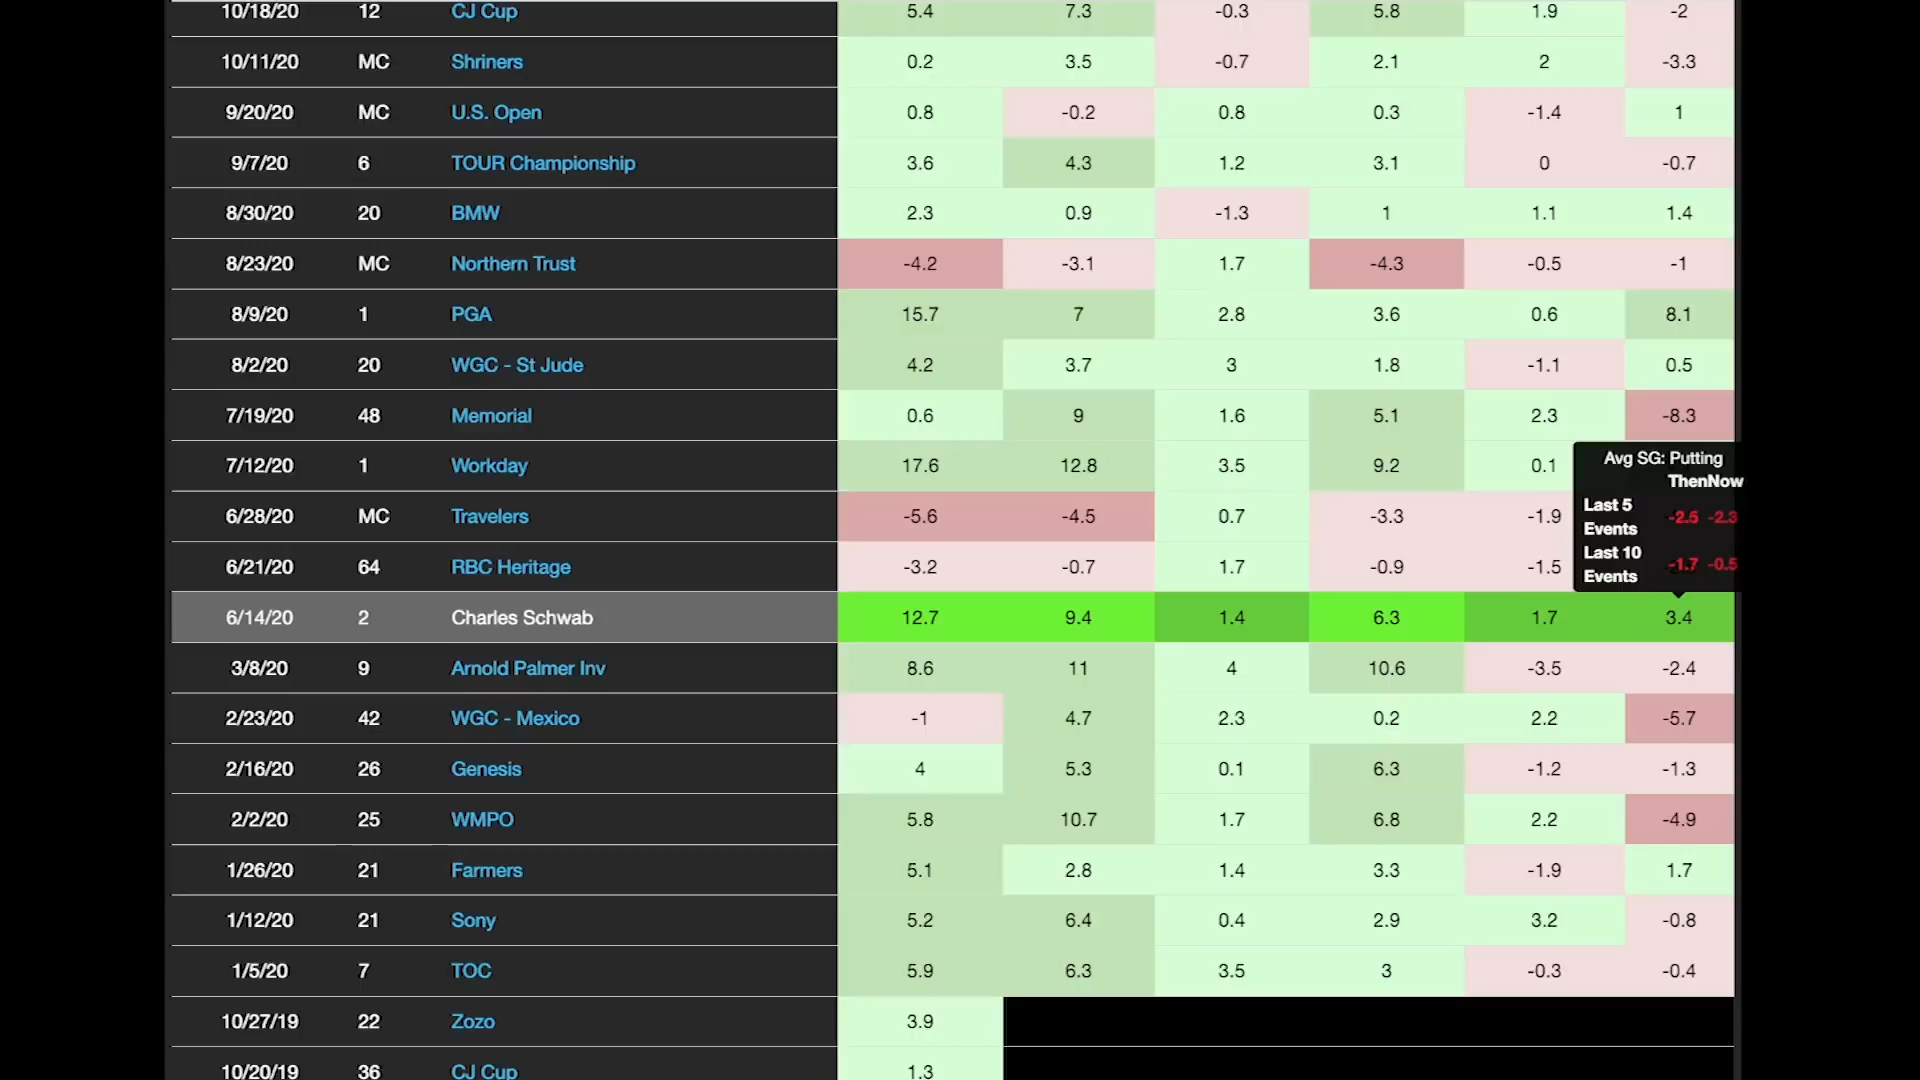 10/18/20 12 CJ Cup 5.4 7.3 -0.3 5.8 1.9 -2
10/11/20 MC Shriners 0.2 3.5 -0.7 2.1 2 -3.3
9/20/20 MC U.S. Open 0.8 -0.2 0.8 0.3 -1.4 1
9/7/20 6 TOUR Championship 3.6 4.3 1.2 3.1 0 -0.7
8/30/20 20 BMW 2.3 0.9 -1.3 1 1.1 1.4
8/23/20 MC Northern Trust -4.2 -3.1 1.7 -4.3 -0.5 -1
8/9/20 1 PGA 15.7 7 2.8 3.6 0.6 8.1
8/2/20 20 WGC - St Jude 4.2 3.7 3 1.8 -1.1 0.5
7/19/20 48 Memorial 0.6 9 1.6 5.1 2.3 -8.3
7/12/20 1 Workday 17.6 12.8 3.5 9.2 0.1
6/28/20 MC Travelers -5.6 -4.5 0.7 -3.3 -1.9
6/21/20 64 RBC Heritage -3.2 -0.7 1.7 -0.9 -1.5
Avg SG: Putting
ThenNow
Last 5
Events -2.5 -2.3
Last 10
Events -1.7 -0.5
6/14/20 2 Charles Schwab 12.7 9.4 1.4 6.3 1.7 3.4
3/8/20 9 Arnold Palmer Inv 8.6 11 4 10.6 -3.5 -2.4
2/23/20 42 WGC - Mexico -1 4.7 2.3 0.2 2.2 -5.7
2/16/20 26 Genesis 4 5.3 0.1 6.3 -1.2 -1.3
2/2/20 25 WMPO 5.8 10.7 1.7 6.8 2.2 -4.9
1/26/20 21 Farmers 5.1 2.8 1.4 3.3 -1.9 1.7
1/12/20 21 Sony 5.2 6.4 0.4 2.9 3.2 -0.8
1/5/20 7 TOC 5.9 6.3 3.5 3 -0.3 -0.4
10/27/19 22 Zozo 3.9
10/20/19 36 CJ Cup 1.3